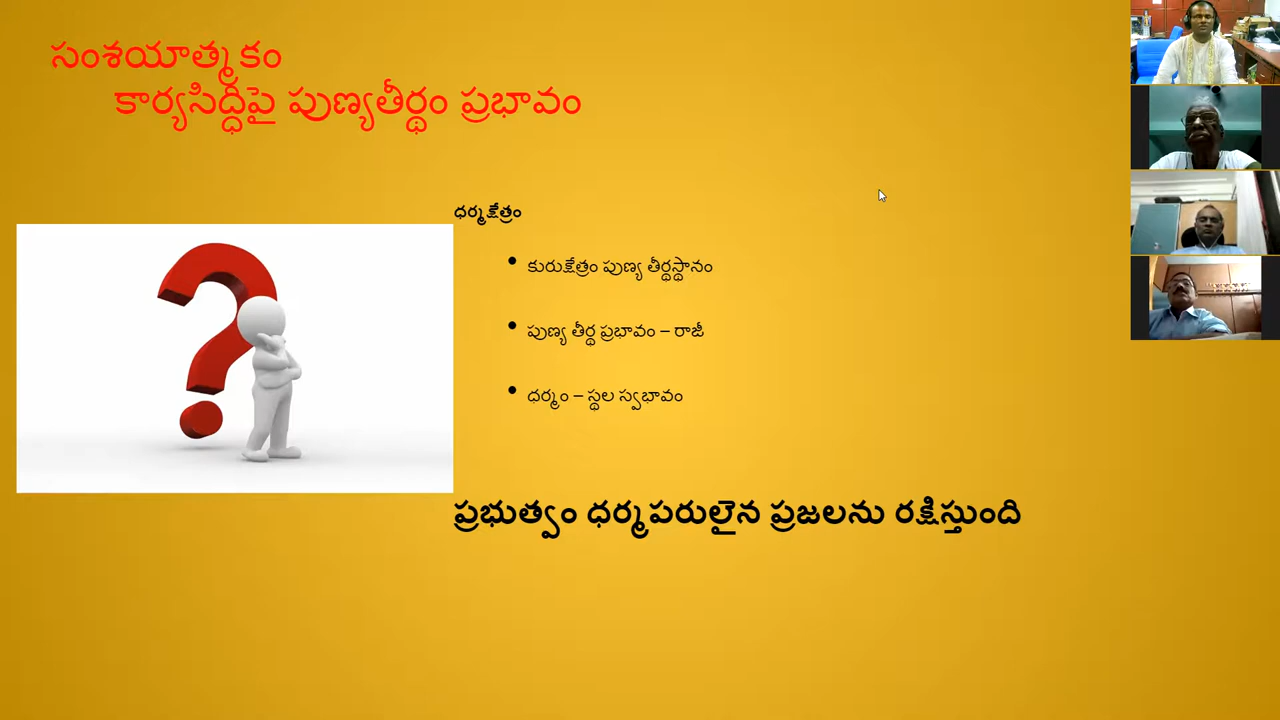 సంశయాత్మకం
కార్యసిద్ధిపై పుణ్యతీర్థం ప్రభావం
ధర్మక్షేత్రం
• కురుక్షేత్రం పుణ్య తీర్థస్థానం
• పుణ్య తీర్థ ప్రభావం – రాజీ
• ధర్మం – స్థల స్వభావం
ప్రభుత్వం ధర్మపరులైన ప్రజలను రక్షిస్తుంది